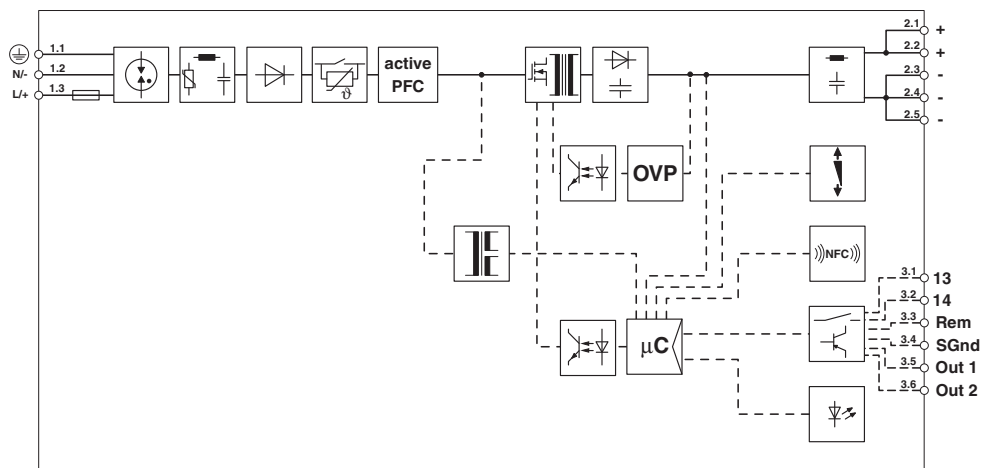 1.1
N/- 1.2
L/+ 1.3
ϑ
active
PFC
2.1 +
2.2 +
2.3 -
2.4 -
2.5 -
OVP
NFC
µC
3.1 13
3.2 14
3.3 Rem
3.4 SGnd
3.5 Out 1
3.6 Out 2